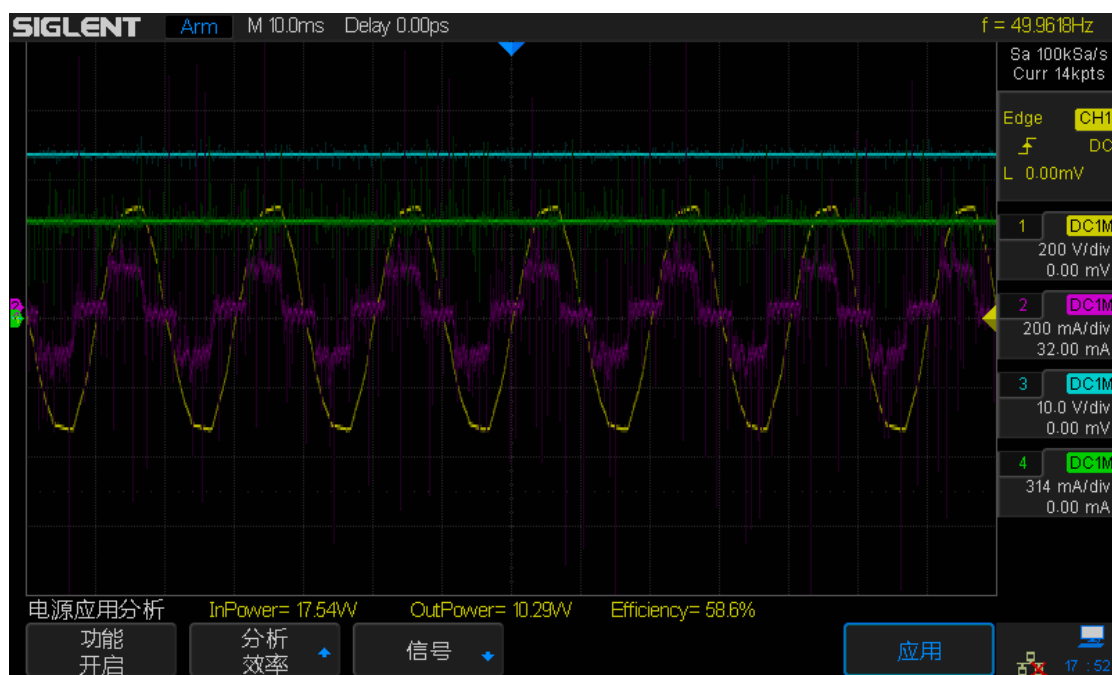 SIGLENT Arm M 10.0ms Delay 0.00ps f = 49.9618Hz
Sa 100kSa/s
Curr 14kpts
Edge CH1
DC
L 0.00mV
1 DC1M
200 V/div
0.00 mV
2 DC1M
200 mA/div
32.00 mA
3 DC1M
10.0 V/div
0.00 mV
4 DC1M
314 mA/div
0.00 mA
电源应用分析 InPower= 17.54W OutPower= 10.29W Efficiency= 58.6%
功能
开启
分析
效率
信号
应用
17 : 52